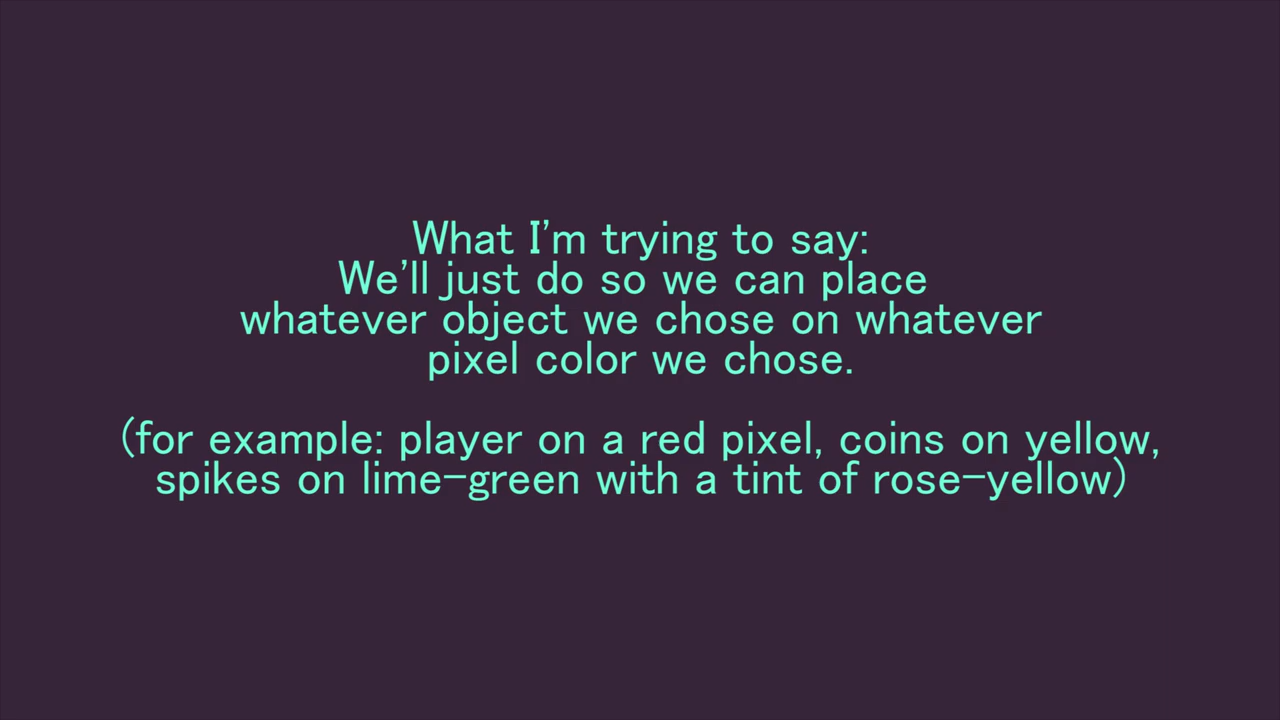 What I'm trying to say:
We'll just do so we can place
whatever object we chose on whatever
pixel color we chose.
(for example: player on a red pixel, coins on yellow,
spikes on lime-green with a tint of rose-yellow)